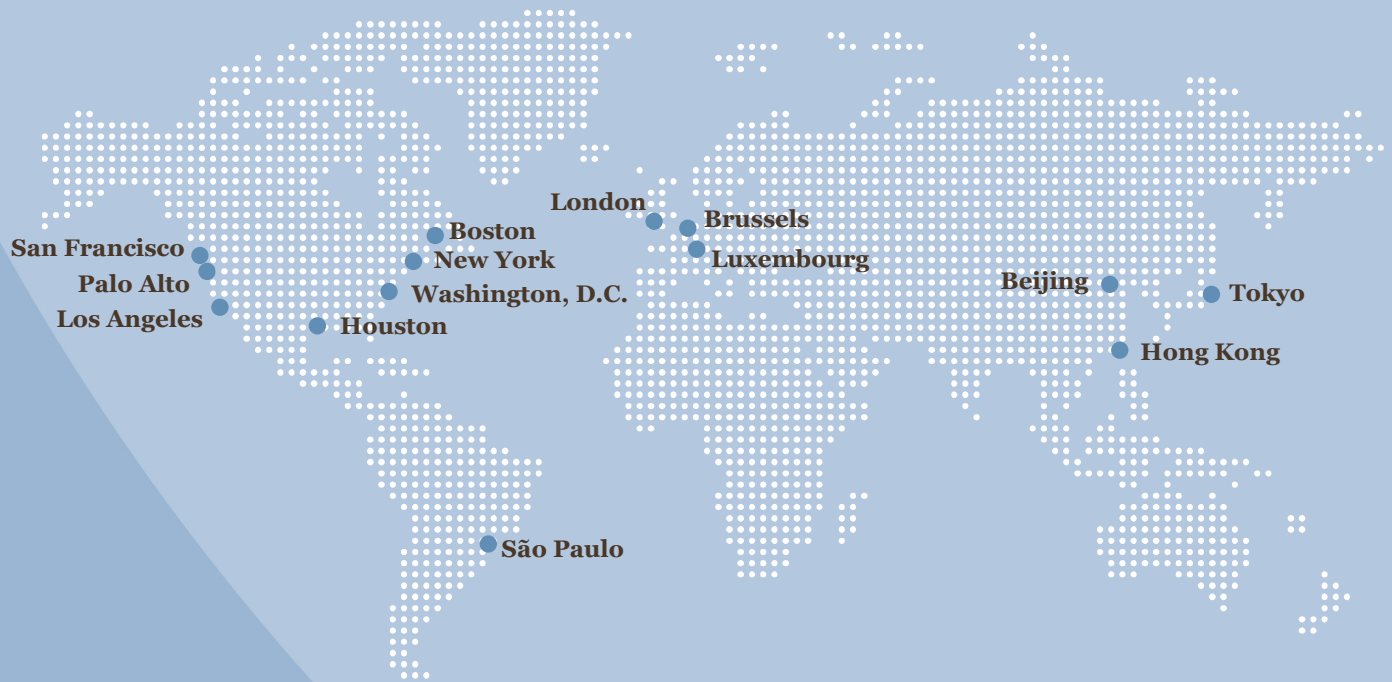 London
Brussels
Boston
San Francisco
New York
Luxembourg
Palo Alto
Beijing
Washington, D.C.
Tokyo
Los Angeles
Houston
Hong Kong
São Paulo